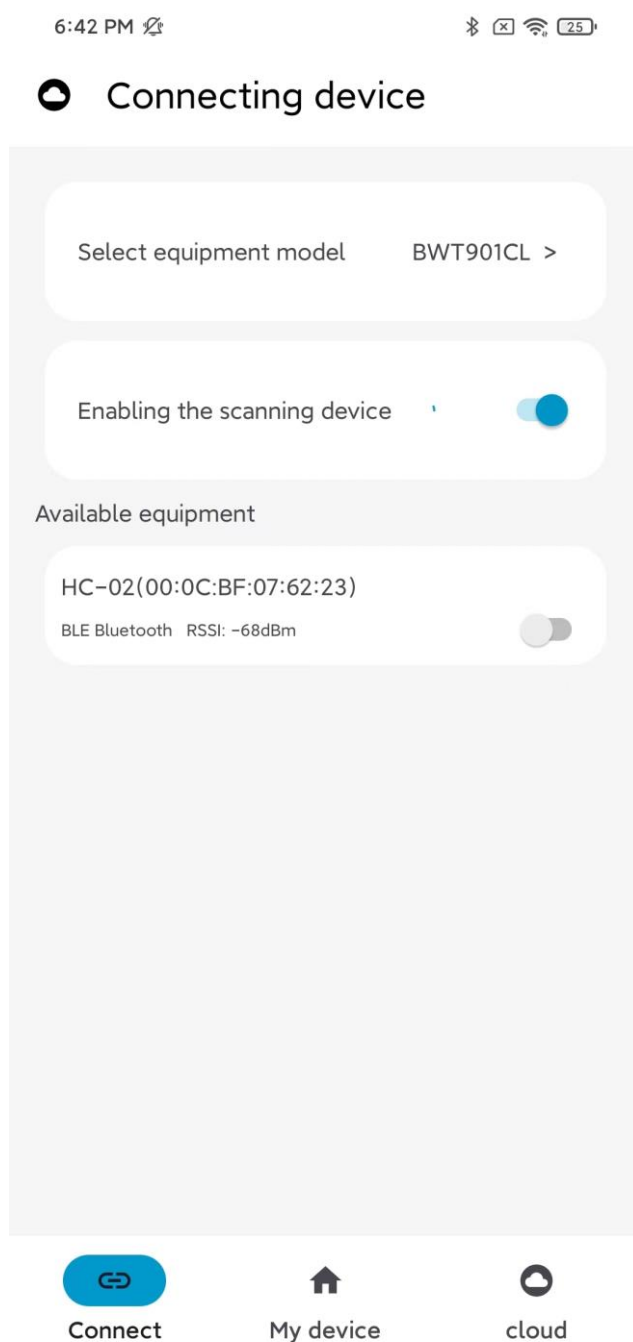 6:42 PM 25
Connecting device
Select equipment model BWT901CL >
Enabling the scanning device
Available equipment
HC-02(00:0C:BF:07:62:23)
BLE Bluetooth RSSI: -68dBm
Connect My device cloud